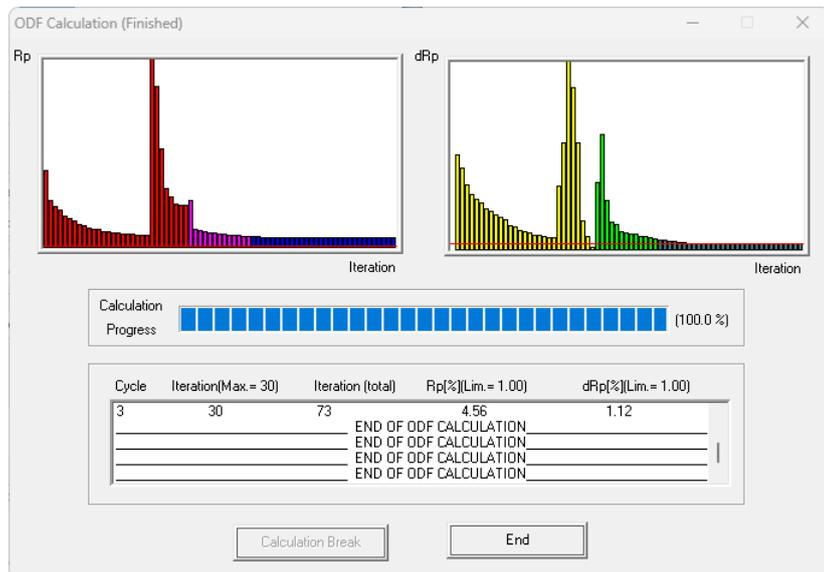 ODF Calculation (Finished)
Rp
dRp
Iteration
Iteration
Calculation
Progress
(100.0 %)
Cycle Iteration(Max.= 30) Iteration (total) Rp[%](Lim.= 1.00) dRp[%](Lim.= 1.00)
3 30 73 4.56 1.12
END OF ODF CALCULATION
END OF ODF CALCULATION
END OF ODF CALCULATION
END OF ODF CALCULATION
Calculation Break
End